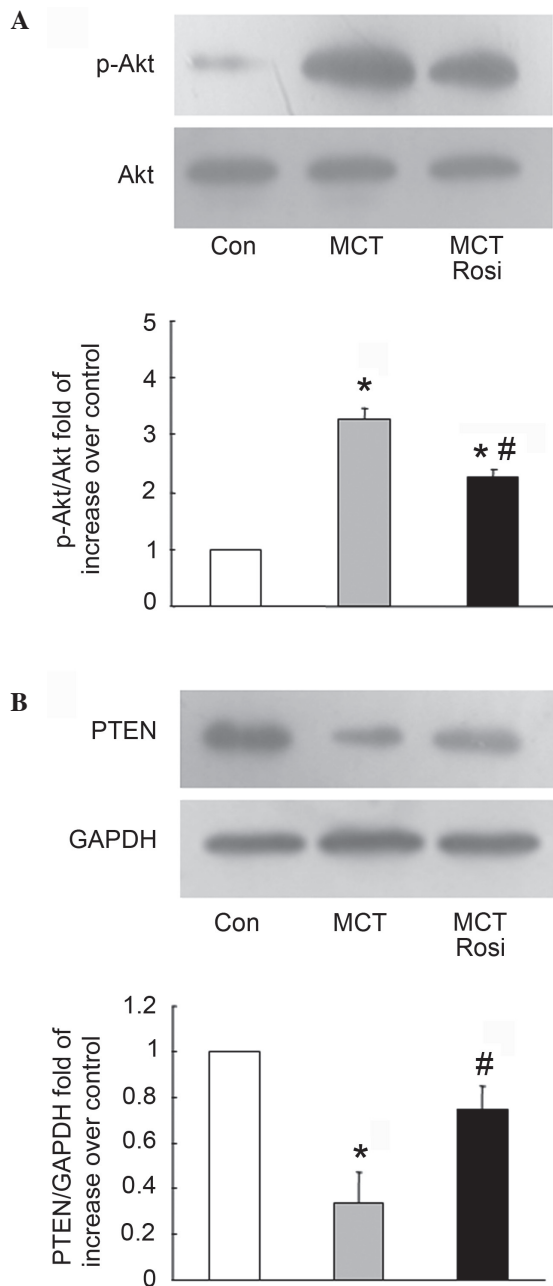 A
p-Akt
Akt
Con MCT MCT
Rosi
p-Akt/Akt fold of
increase over control
5
4
3
2
1
0
*
* #
B
PTEN
GAPDH
Con MCT MCT
Rosi
PTEN/GAPDH fold of
increase over control
1.2
1
0.8
0.6
0.4
0.2
0
*
#